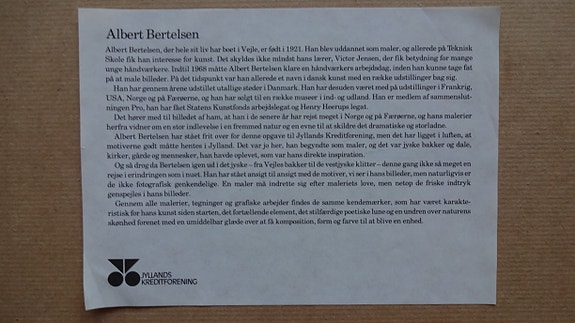 Albert Bertelsen
Albert Bertelsen, der hele sit liv har boet i Vejle, er født i 1921. Han blev uddannet som maler, og allerede på Teknisk
Skole fik han interesse for kunst. Det skyldes ikke mindst hans lærer, Victor Jensen, der fik betydning for mange
unge håndværkere. Indtil 1968 måtte Albert Bertelsen klare en håndværkers arbejdsdag, inden han kunne tage fat
på at male billeder. På det tidspunkt var han allerede et navn i dansk kunst med en række udstillinger bag sig.
Han har gennem årene udstillet utallige steder i Danmark. Han har desuden været med på udstillinger i Frankrig,
USA, Norge og på Færøerne, og han har solgt til en række museer i ind- og udland. Han er medlem af sammenslut-
ningen Pro, han har fået Statens Kunstfonds arbejdslegat og Henry Heerups legat.
Det hører med til billedet af ham, at han i de senere år har rejst meget i Norge og på Færøerne, og hans malerier
herfra vidner om en stor indlevelse i en fremmed natur og en evne til at skildre det dramatiske og storladne.
Albert Bertelsen har stået frit over for denne opgave til Jyllands Kreditforening, men det har ligget i luften, at
motiverne godt måtte hentes i Jylland. Det var jo her, han begyndte som maler, og det var jyske bakker og dale,
kirker, gårde og mennesker, han havde oplevet, som var hans direkte inspiration.
Og så drog da Bertelsen igen ud i det jyske – fra Vejles bakker til de vestjyske klitter – denne gang ikke så meget en
rejse i erindringen som i nuet. Han har stået ansigt til ansigt med de motiver, vi ser i hans billeder, men naturligvis er
de ikke fotografisk genkendelige. En maler må indrette sig efter maleriets love, men netop de friske indtryk
genspejles i hans billeder.
Gennem alle malerier, tegninger og grafiske arbejder findes de samme kendemærker, som har været karakte-
ristisk for hans kunst siden starten, det fortællende element, det stilfærdige poetiske lune og en undren over naturens
skønhed forenet med en umiddelbar glæde over at få komposition, form og farve til at blive en enhed.
JYLLANDS
KREDITFORENING